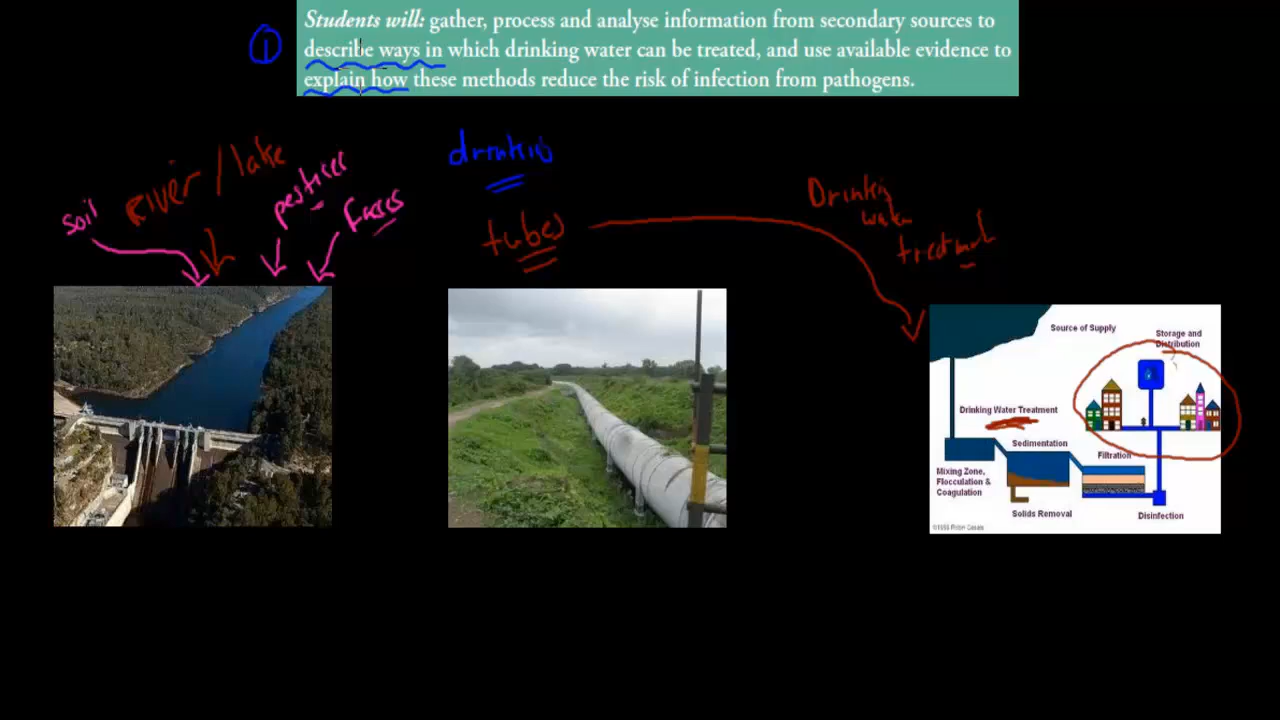 Students will: gather, process and analyse information from secondary sources to
describe ways in which drinking water can be treated, and use available evidence to
explain how these methods reduce the risk of infection from pathogens.
1
River/lake
soil
drinking
tubes
Drinking
water
Source of Supply
Storage and
Distribution
Drinking Water Treatment
Sedimentation
Filtration
Mixing Zone,
Flocculation &
Coagulation
Solids Removal
Disinfection